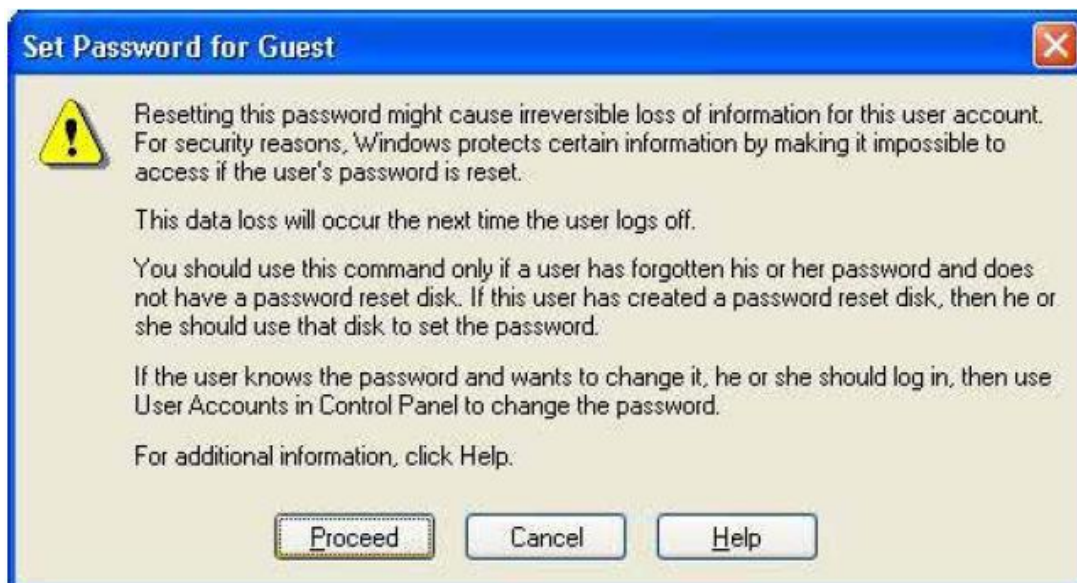 Set Password for Guest
Resetting this password might cause irreversible loss of information for this user account.
For security reasons, Windows protects certain information by making it impossible to
access if the user's password is reset.
This data loss will occur the next time the user logs off.
You should use this command only if a user has forgotten his or her password and does
not have a password reset disk. If this user has created a password reset disk, then he or
she should use that disk to set the password.
If the user knows the password and wants to change it, he or she should log in, then use
User Accounts in Control Panel to change the password.
For additional information, click Help.
Proceed Cancel Help